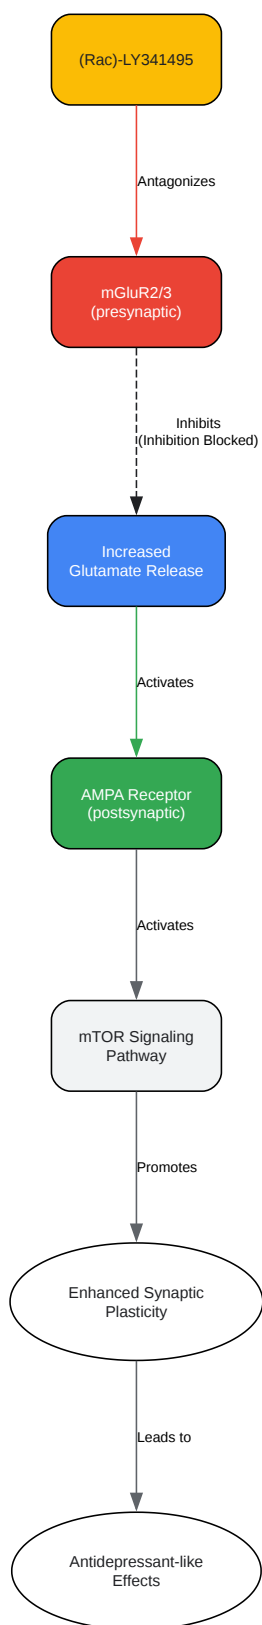 (Rac)-LY341495
Antagonizes
mGluR2/3
(presynaptic)
Inhibits
(Inhibition Blocked)
Increased
Glutamate Release
Activates
AMPA Receptor
(postsynaptic)
Activates
mTOR Signaling
Pathway
Promotes
Enhanced Synaptic
Plasticity
Leads to
Antidepressant-like
Effects